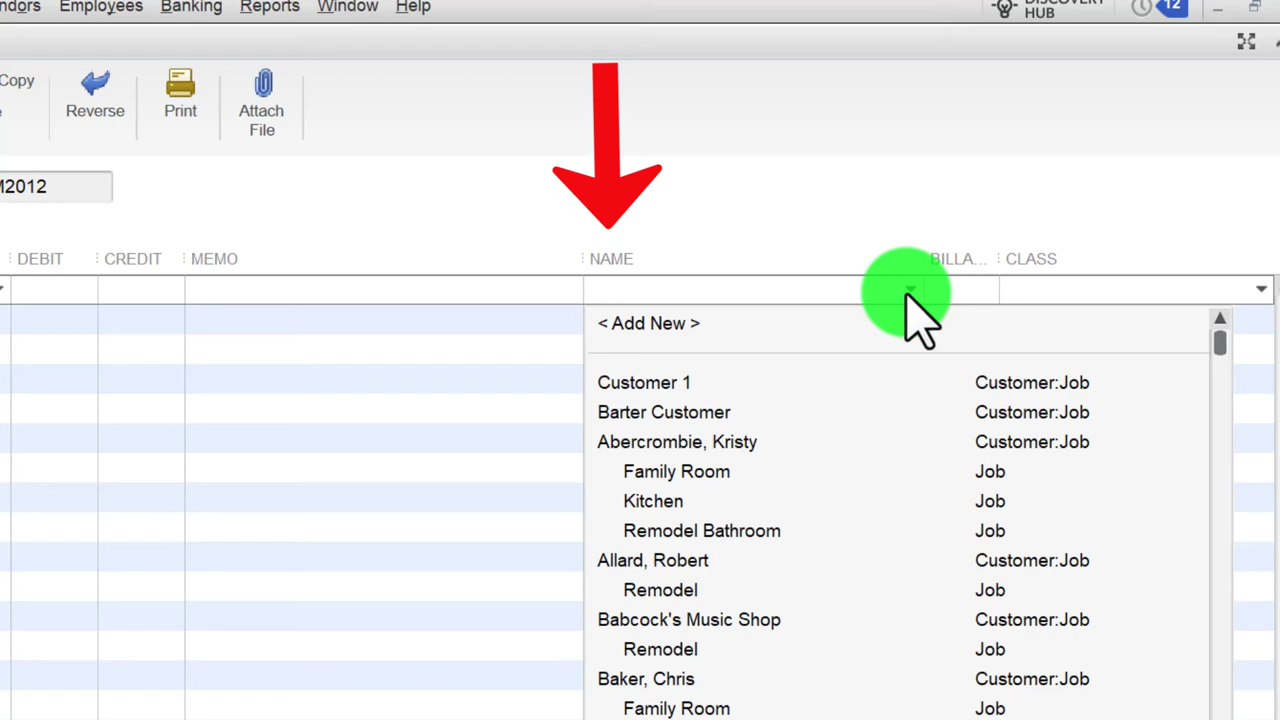 Employees Banking Reports Window Help
HUB
12
Copy
Reverse
Print
Attach
File
M2012
DEBIT CREDIT MEMO NAME BILLA... CLASS
< Add New >
Customer 1 Customer:Job
Barter Customer Customer:Job
Abercrombie, Kristy Customer:Job
Family Room Job
Kitchen Job
Remodel Bathroom Job
Allard, Robert Customer:Job
Remodel Job
Babcock's Music Shop Customer:Job
Remodel Job
Baker, Chris Customer:Job
Family Room Job